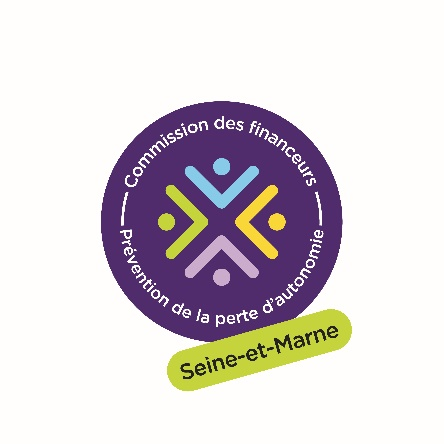 Commission des financeurs
Prévention de la perte d'autonomie
Seine-et-Marne